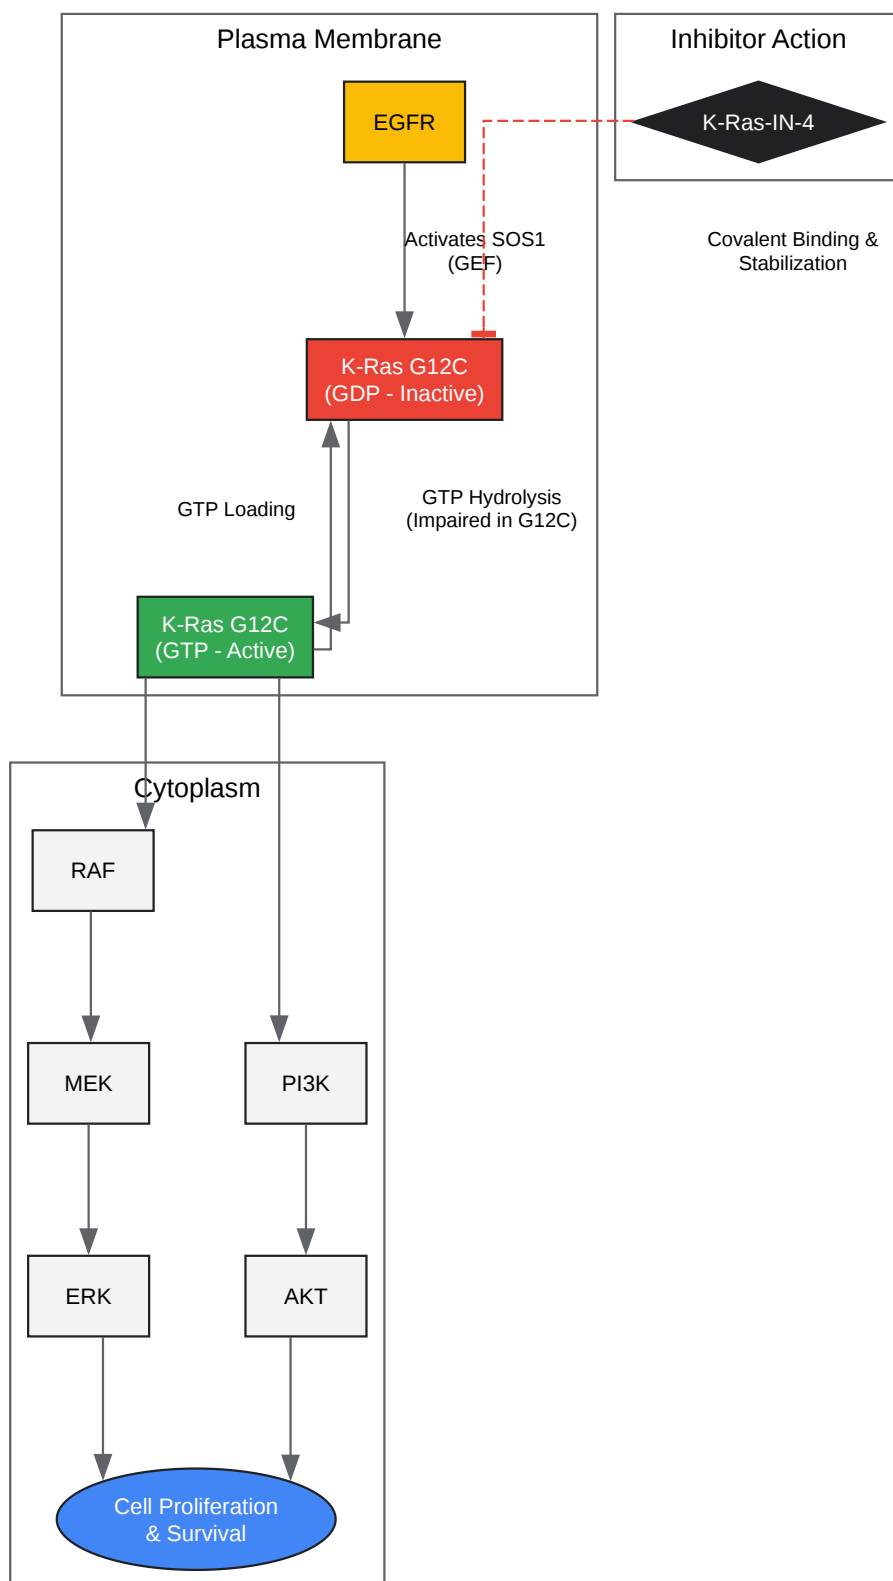 Plasma Membrane
Inhibitor Action
EGFR
K-Ras-IN-4
Activates SOS1
(GEF)
Covalent Binding &
Stabilization
K-Ras G12C
(GDP - Inactive)
GTP Loading
GTP Hydrolysis
(Impaired in G12C)
K-Ras G12C
(GTP - Active)
Cytoplasm
RAF
MEK
PI3K
ERK
AKT
Cell Proliferation
& Survival